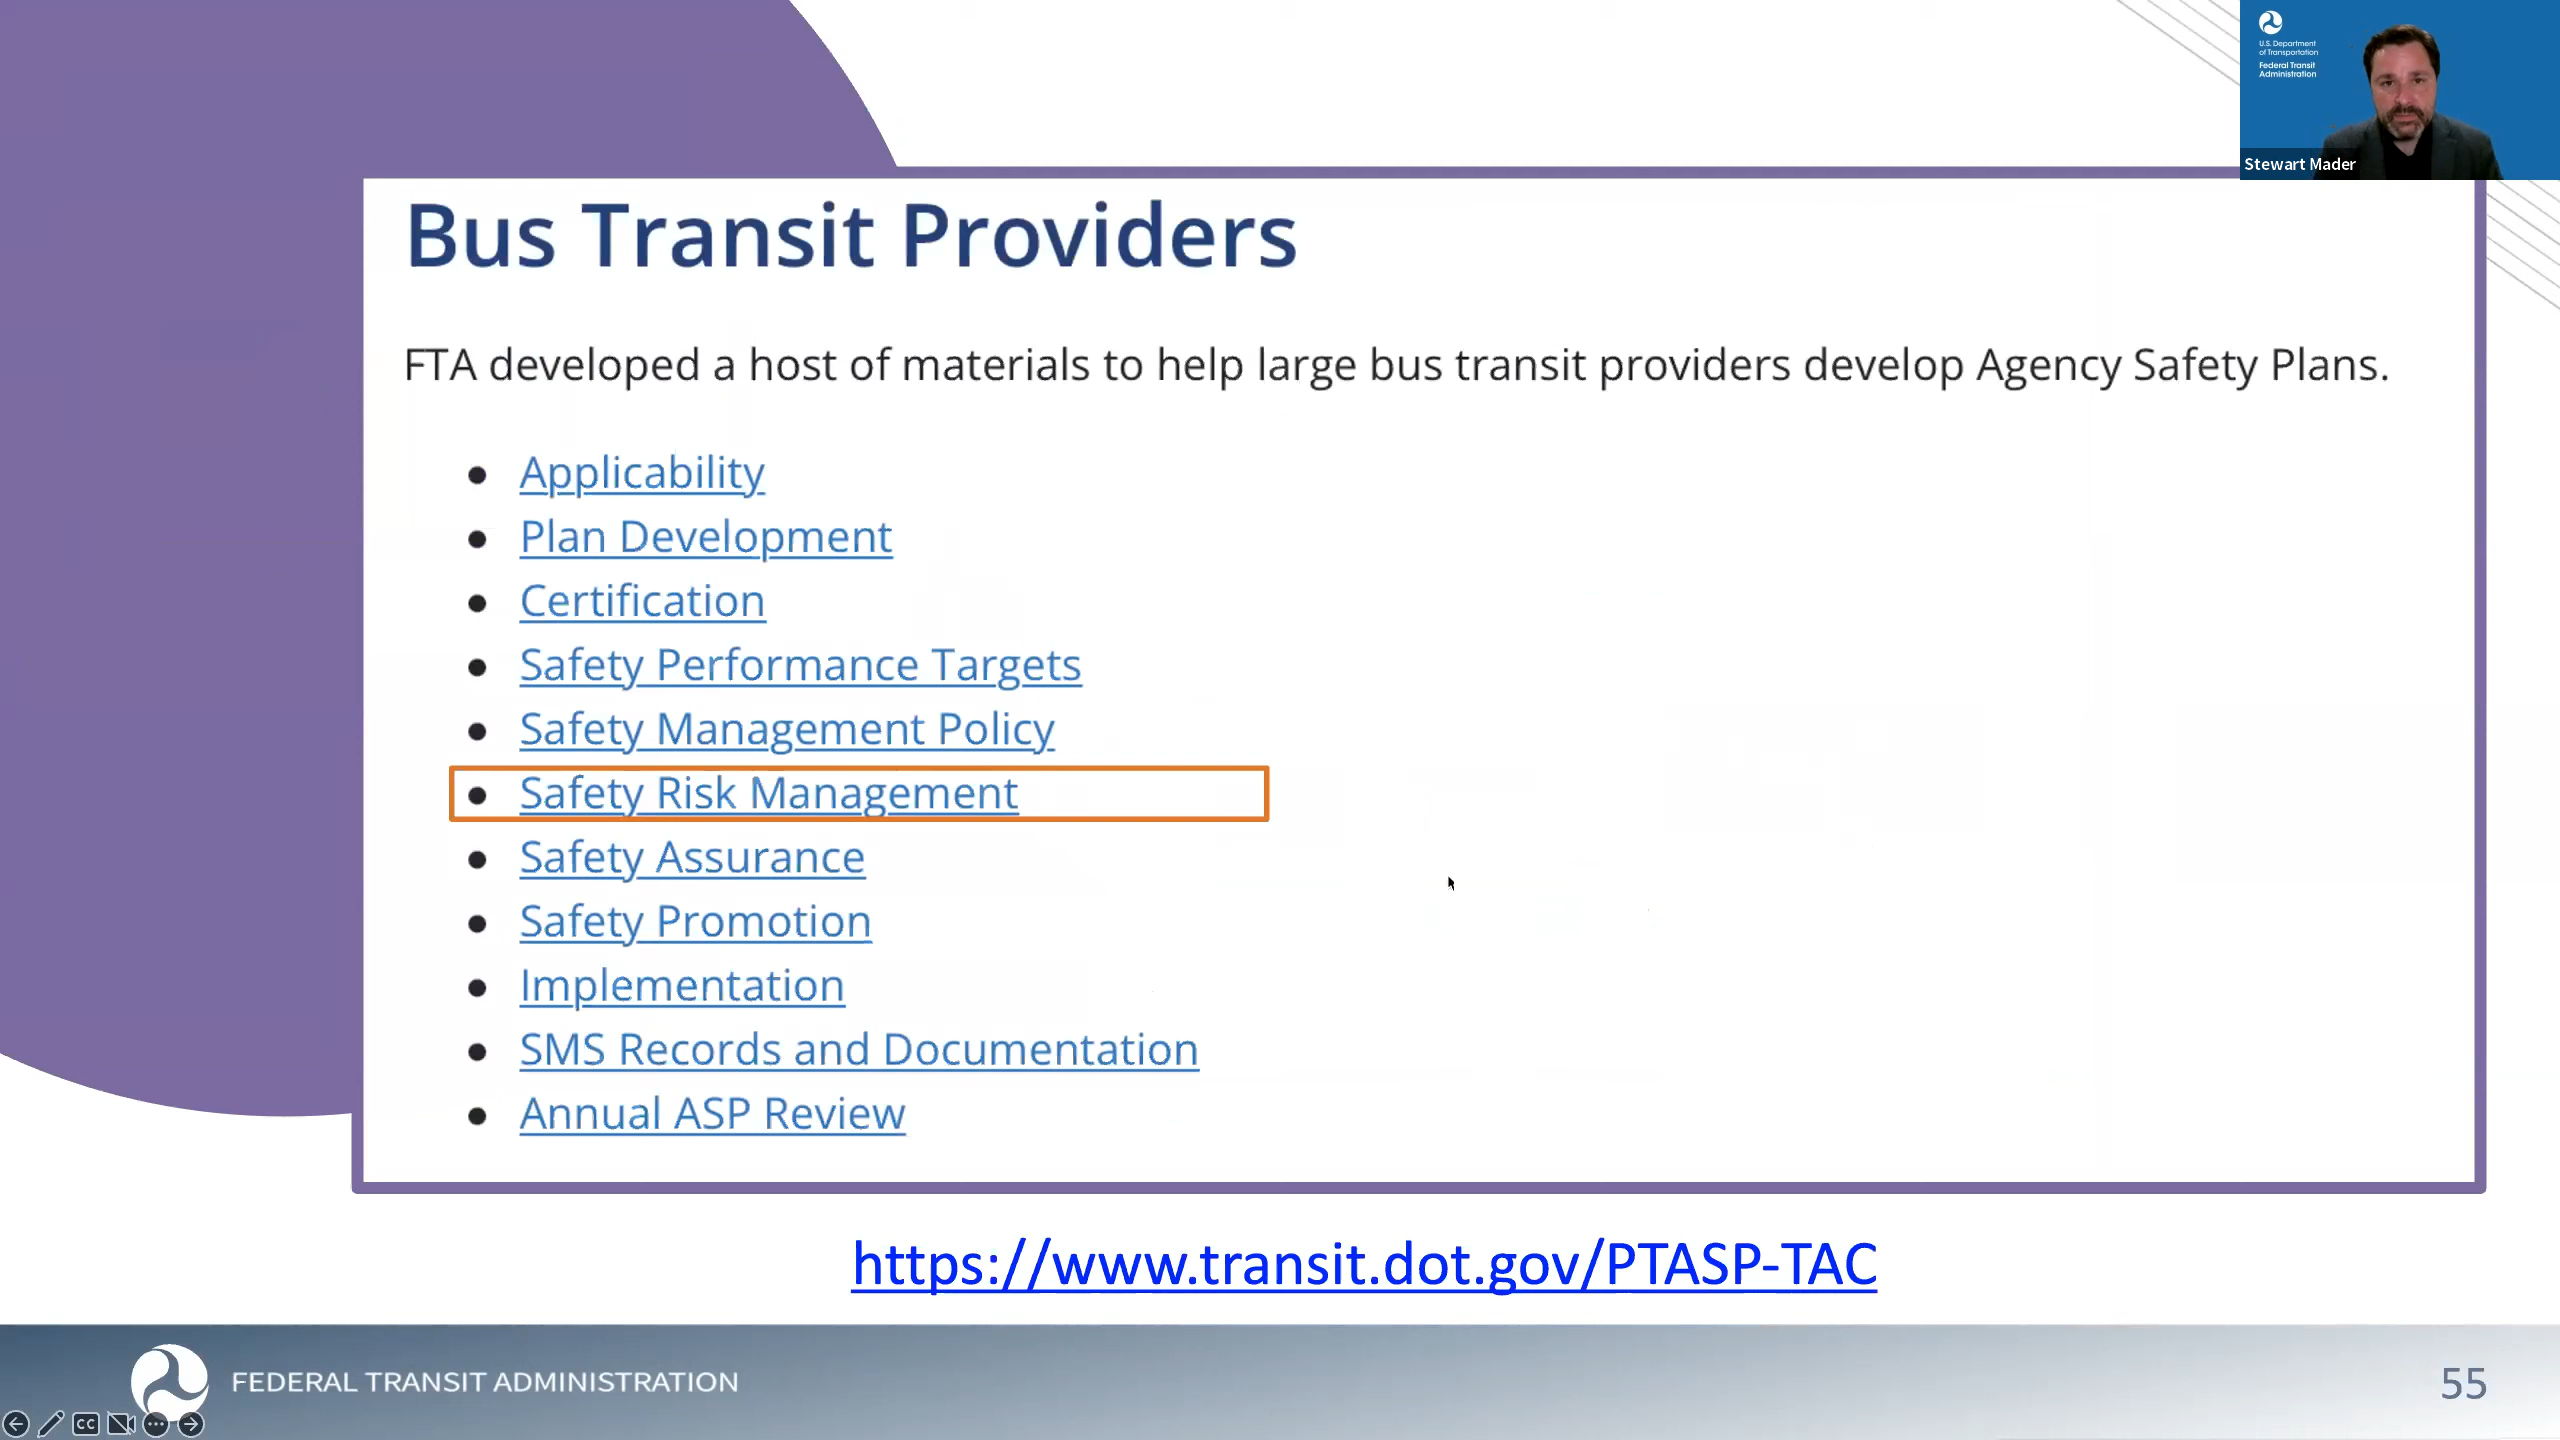 U.S. Department
of Transportation
Federal Transit
Administration
Stewart Mader
Bus Transit Providers
FTA developed a host of materials to help large bus transit providers develop Agency Safety Plans.
Applicability
Plan Development
Certification
Safety Performance Targets
Safety Management Policy
Safety Risk Management
Safety Assurance
Safety Promotion
Implementation
SMS Records and Documentation
Annual ASP Review
https://www.transit.dot.gov/PTASP-TAC
FEDERAL TRANSIT ADMINISTRATION
55
CC